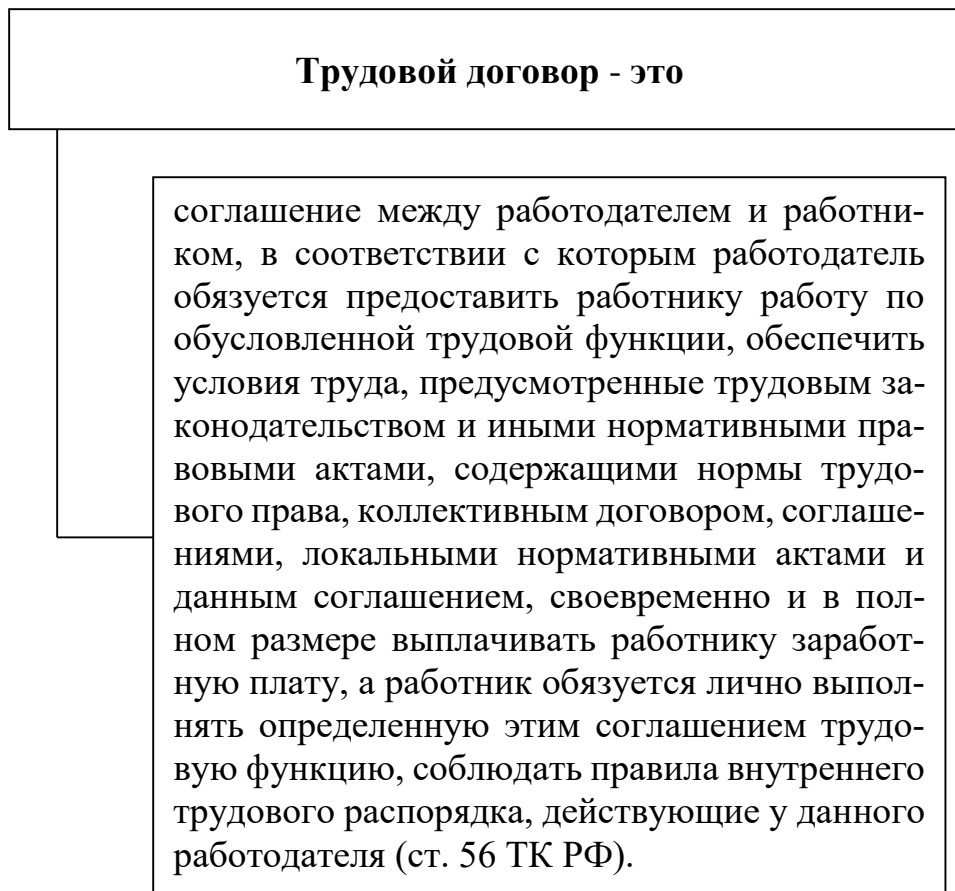 Трудовой договор - это
соглашение между работодателем и работни-
ком, в соответствии с которым работодатель
обязуется предоставить работнику работу по
обусловленной трудовой функции, обеспечить
условия труда, предусмотренные трудовым за-
конодательством и иными нормативными пра-
вовыми актами, содержащими нормы трудо-
вого права, коллективным договором, соглаше-
ниями, локальными нормативными актами и
данным соглашением, своевременно и в пол-
ном размере выплачивать работнику заработ-
ную плату, а работник обязуется лично выпол-
нять определенную этим соглашением трудо-
вую функцию, соблюдать правила внутреннего
трудового распорядка, действующие у данного
работодателя (ст. 56 ТК РФ).